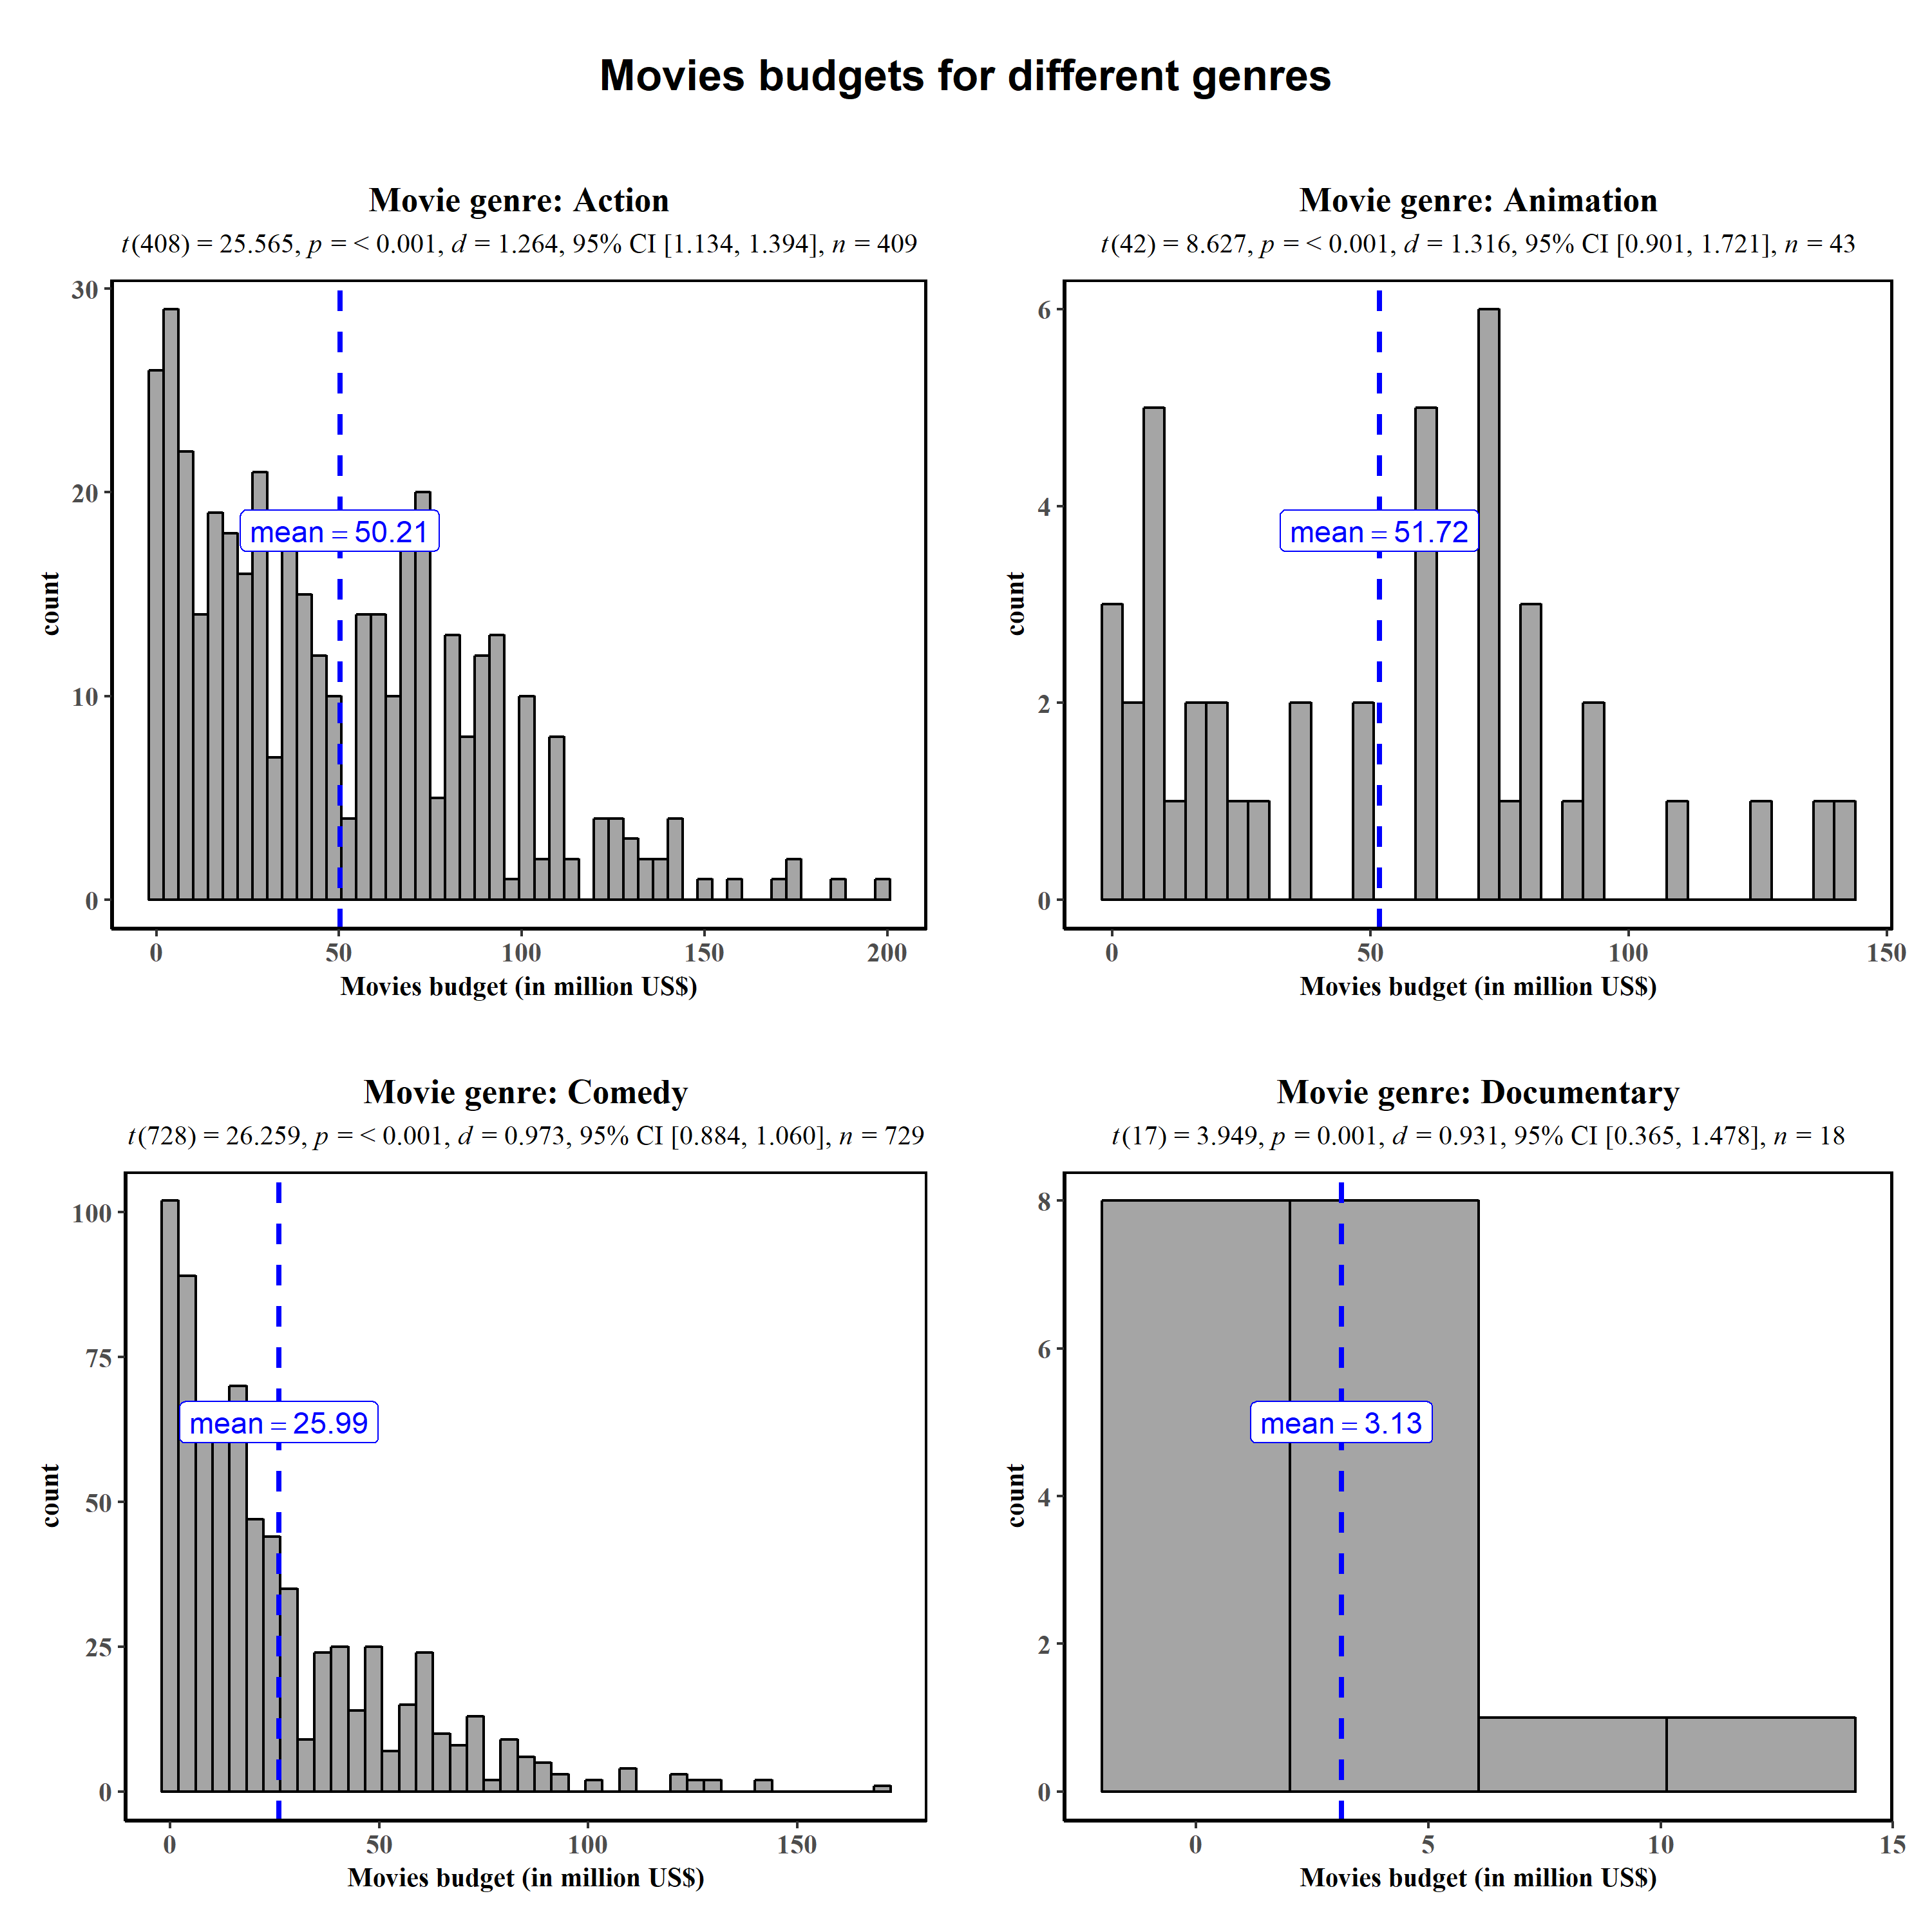 Movies budgets for different genres
Movie genre: Action
t(408) = 25.565, p = < 0.001, d = 1.264, 95% CI [1.134, 1.394], n = 409
30
20
10
0
count
mean = 50.21
0 50 100 150 200
Movies budget (in million US$)
Movie genre: Animation
t(42) = 8.627, p = < 0.001, d = 1.316, 95% CI [0.901, 1.721], n = 43
6
4
2
0
count
mean = 51.72
0 50 100 150
Movies budget (in million US$)
Movie genre: Comedy
t(728) = 26.259, p = < 0.001, d = 0.973, 95% CI [0.884, 1.060], n = 729
100
75
50
25
0
count
mean = 25.99
0 50 100 150
Movies budget (in million US$)
Movie genre: Documentary
t(17) = 3.949, p = 0.001, d = 0.931, 95% CI [0.365, 1.478], n = 18
8
6
4
2
0
count
mean = 3.13
0 5 10 15
Movies budget (in million US$)